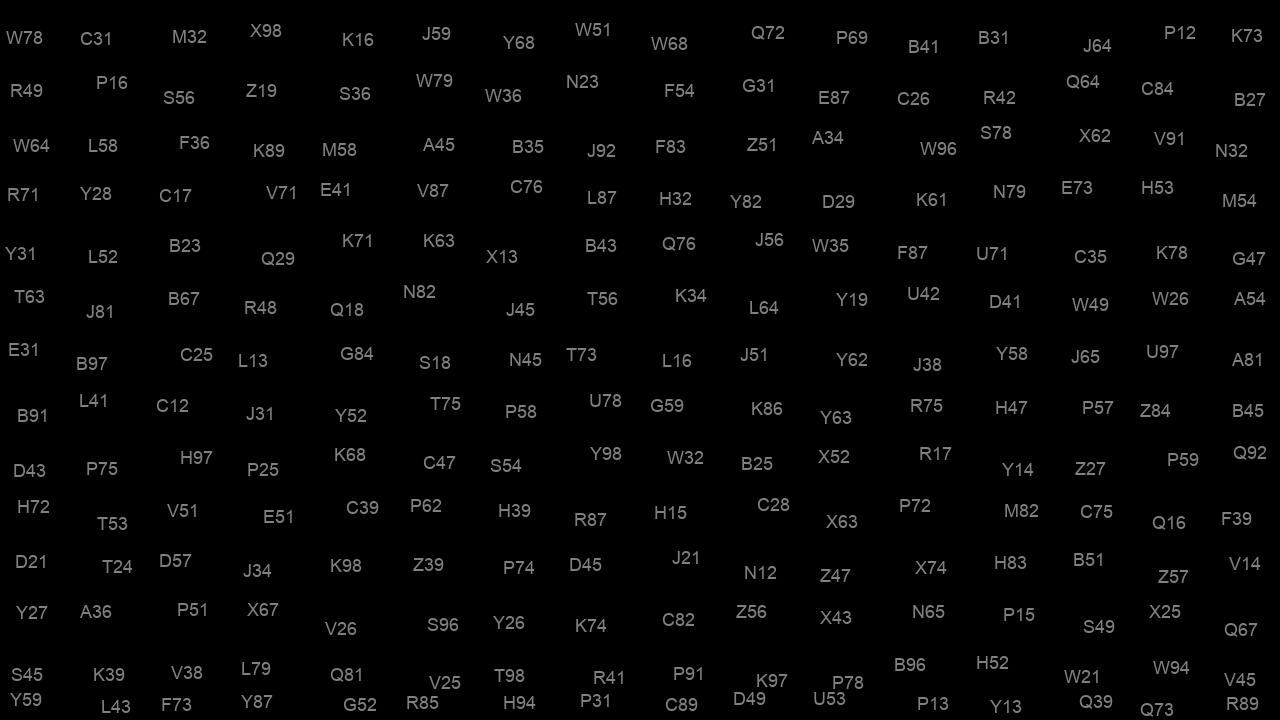 W78 C31 M32 X98 K16 J59 Y68 W51 W68 Q72 P69 B41 B31 J64 P12 K73
R49 P16 S56 Z19 S36 W79 W36 N23 F54 G31 E87 C26 R42 Q64 C84 B27
W64 L58 F36 K89 M58 A45 B35 J92 F83 Z51 A34 W96 S78 X62 V91 N32
R71 Y28 C17 V71 E41 V87 C76 L87 H32 Y82 D29 K61 N79 E73 H53 M54
Y31 L52 B23 Q29 K71 K63 X13 B43 Q76 J56 W35 F87 U71 C35 K78 G47
T63 J81 B67 R48 Q18 N82 J45 T56 K34 L64 Y19 U42 D41 W49 W26 A54
E31 B97 C25 L13 G84 S18 N45 T73 L16 J51 Y62 J38 Y58 J65 U97 A81
B91 L41 C12 J31 Y52 T75 P58 U78 G59 K86 Y63 R75 H47 P57 Z84 B45
D43 P75 H97 P25 K68 C47 S54 Y98 W32 B25 X52 R17 Y14 Z27 P59 Q92
H72 T53 V51 E51 C39 P62 H39 R87 H15 C28 X63 P72 M82 C75 Q16 F39
D21 T24 D57 J34 K98 Z39 P74 D45 J21 N12 Z47 X74 H83 B51 Z57 V14
Y27 A36 P51 X67 V26 S96 Y26 K74 C82 Z56 X43 N65 P15 S49 X25 Q67
S45 K39 V38 L79 Q81 V25 T98 R41 P91 K97 P78 B96 H52 W21 W94 V45
Y59 L43 F73 Y87 G52 R85 H94 P31 C89 D49 U53 P13 Y13 Q39 Q73 R89